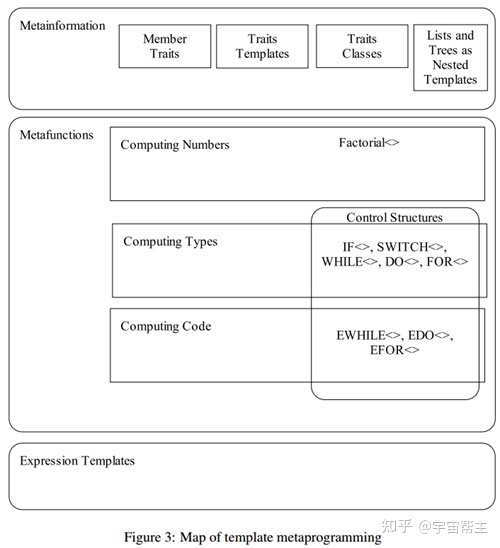 Metainformation
Member
Traits
Traits
Templates
Traits
Classes
Lists and
Trees as
Nested
Templates
Metafunctions
Computing Numbers
Factorial<>
Control Structures
Computing Types
IF<>, SWITCH<>,
WHILE<>, DO<>, FOR<>
Computing Code
EWHILE<>, EDO<>,
EFOR<>
Expression Templates
知乎 @宇宙帮主
Figure 3: Map of template metaprogramming